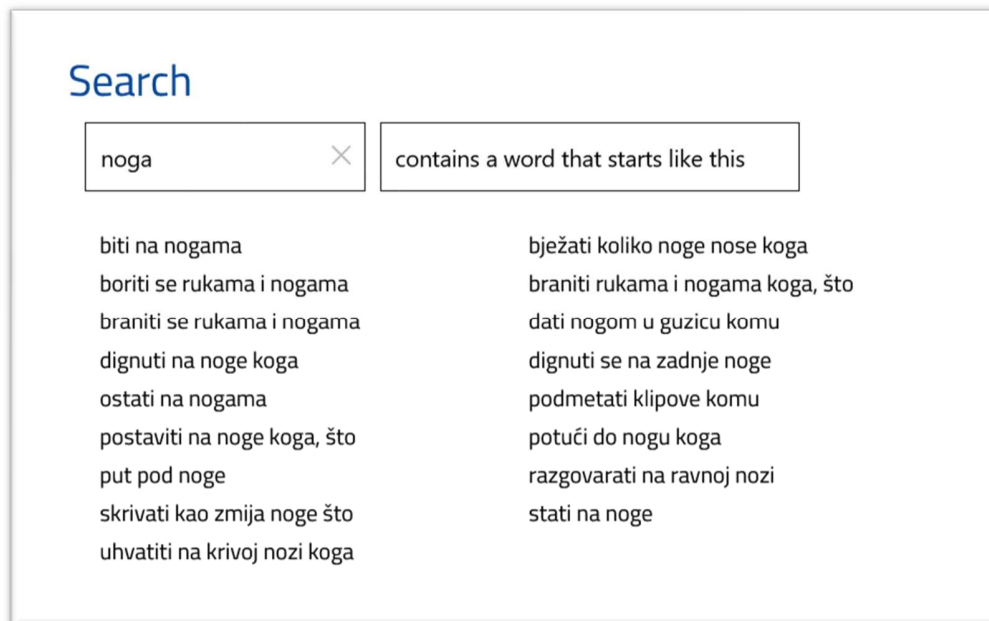 Search
noga
contains a word that starts like this
biti na nogama
boriti se rukama i nogama
braniti se rukama i nogama
dignuti na noge koga
ostati na nogama
postaviti na noge koga, što
put pod noge
skrivati kao zmija noge što
uhvatiti na krivoj nozi koga
bježati koliko noge nose koga
braniti rukama i nogama koga, što
dati nogom u guzicu komu
dignuti se na zadnje noge
podmetati klipove komu
potući do nogu koga
razgovarati na ravnoj nozi
stati na noge